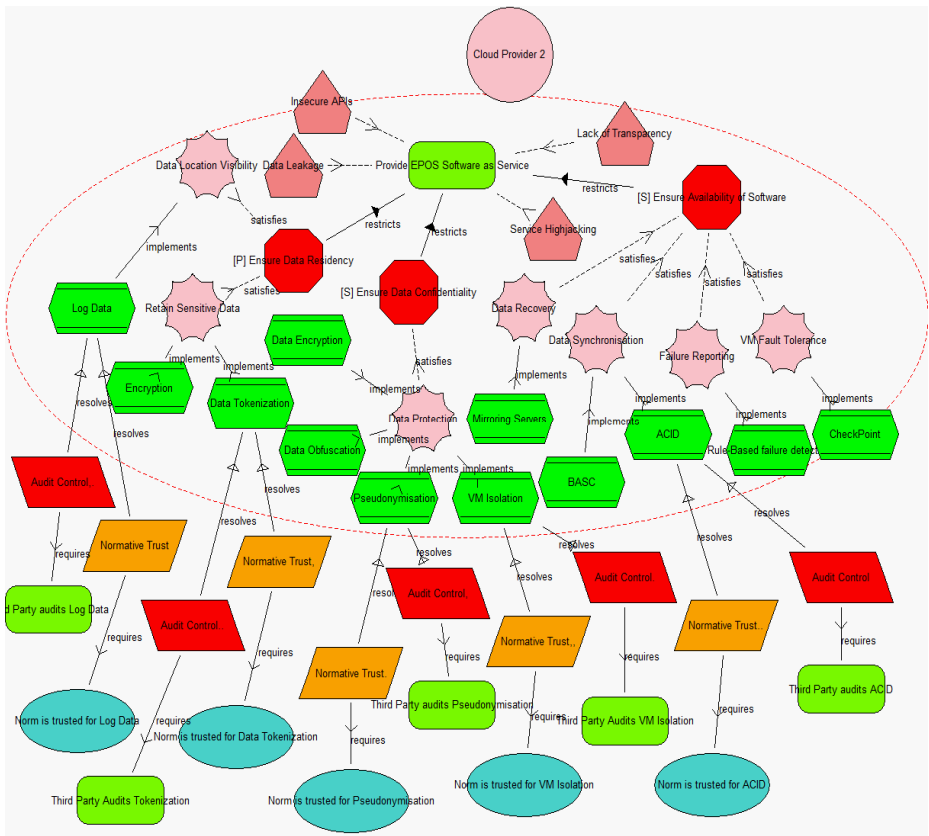 Cloud Provider 2
Insecure APIs
Lack of Transparency
Data Location Visibility
Data Leakage
Provide EPOS Software as Service
restricts
[S] Ensure Availability of Software
satisfies
restricts
restricts
Service Highjacking
implements
[P] Ensure Data Residency
satisfies
satisfies
satisfies
satisfies
satisfies
[S] Ensure Data Confidentiality
Log Data
Retain Sensitive Data
Data Recovery
Data Synchronisation
Failure Reporting
VM Fault Tolerance
Data Encryption
implements
implements
satisfies
implements
implements
Encryption
Data Tokenization
implements
Data Protection
Mirroring Servers
implements
implements
implements
implements
resolves
resolves
Data Obfuscation
implements
ACID
Rule-Based failure detect
CheckPoint
implements
implements
Audit Control,
Pseudonymisation
VM Isolation
BASC
resolves
resolves
resolves
Normative Trust
Normative Trust,
resolves
resolves
resolves
resolves
requires
d Party audits Log Data
Audit Control,
Audit Control.
Audit Control
Audit Control..
Normative Trust,,
Normative Trust..
requires
requires
requires
requires
requires
Normative Trust.
Third Party audits Pseudonymisation
Third Party Audits VM Isolation
Third Party audits ACID
Norm is trusted for Log Data
requires
Norm is trusted for Data Tokenization
requires
requires
requires
Third Party Audits Tokenization
Norm is trusted for Pseudonymisation
Norm is trusted for VM Isolation
Norm is trusted for ACID